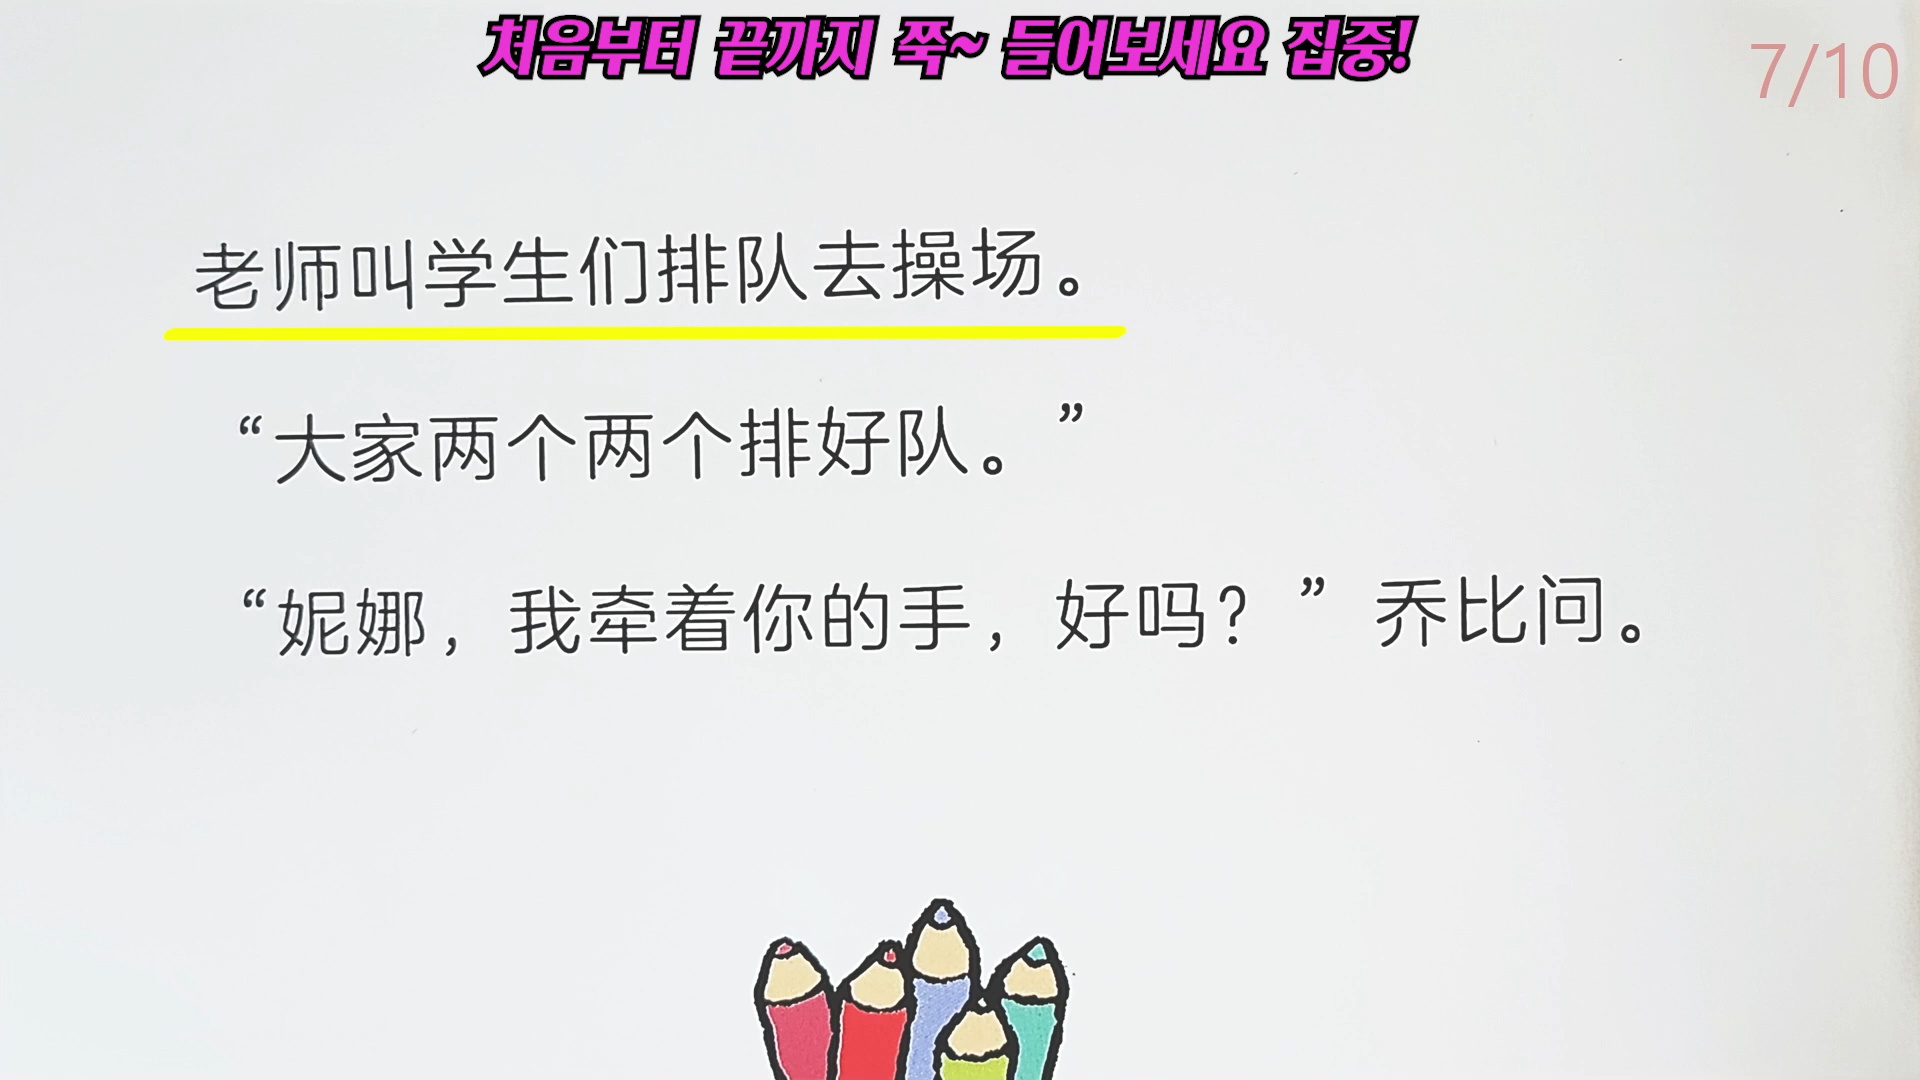 처음부터 끝까지 쭉~ 들어보세요 집중!
7/10
老师叫学生们排队去操场。
“大家两个两个排好队。”
“妮娜，我牵着你的手，好吗？”乔比问。